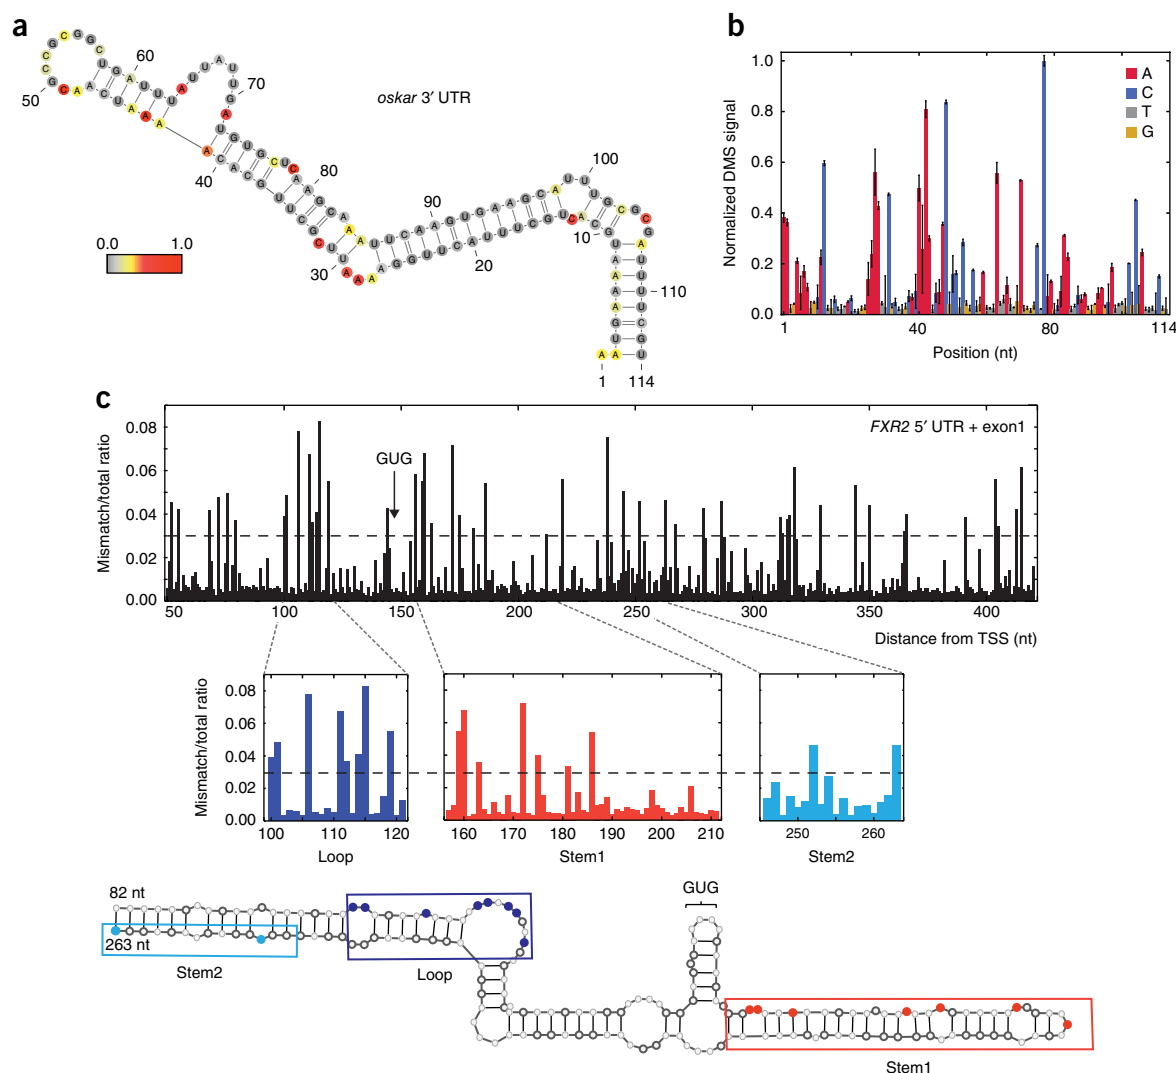 a
oskar 3′ UTR
50
60
70
40
80
30
90
20
100
10
110
1
114
0.0
1.0
b
Normalized DMS signal
1.0
0.8
0.6
0.4
0.2
0.0
A
C
T
G
1
40
80
114
Position (nt)
c
Mismatch/total ratio
0.08
0.06
0.04
0.02
0.00
GUG
FXR2 5′ UTR + exon1
50
100
150
200
250
300
350
400
Distance from TSS (nt)
Mismatch/total ratio
0.08
0.06
0.04
0.02
0.00
100
110
120
Loop
160
170
180
190
200
210
Stem1
250
260
Stem2
82 nt
263 nt
Stem2
Loop
GUG
Stem1